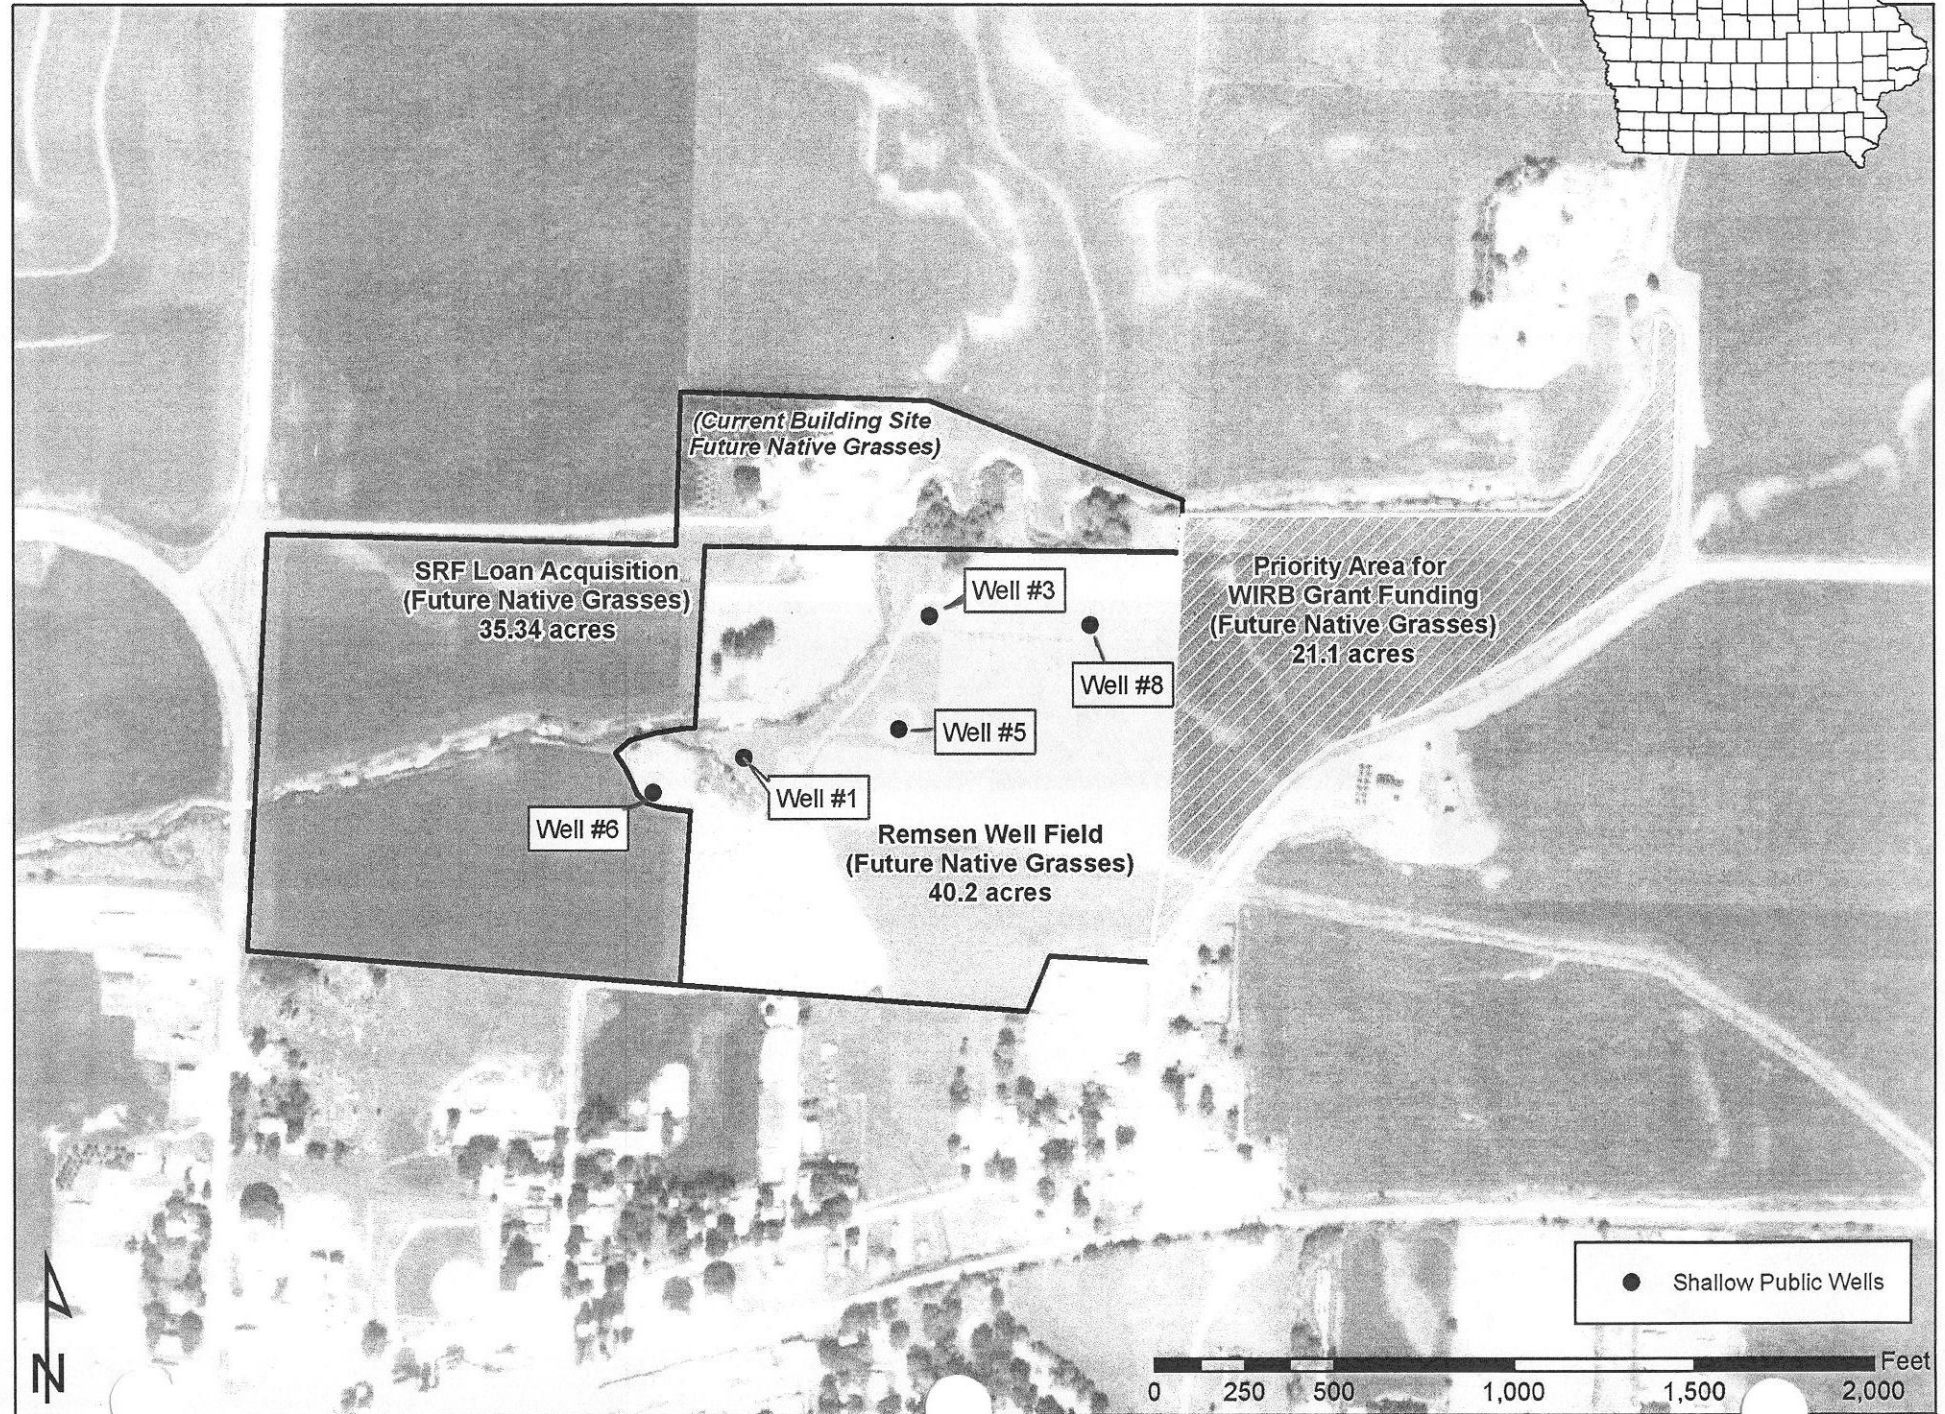 (Current Building Site
Future Native Grasses)
SRF Loan Acquisition
(Future Native Grasses)
35.34 acres
Priority Area for
WIRB Grant Funding
(Future Native Grasses)
21.1 acres
Well #3
Well #8
Well #5
Well #1
Well #6
Remsen Well Field
(Future Native Grasses)
40.2 acres
Shallow Public Wells
N
Feet
0 250 500 1,000 1,500 2,000